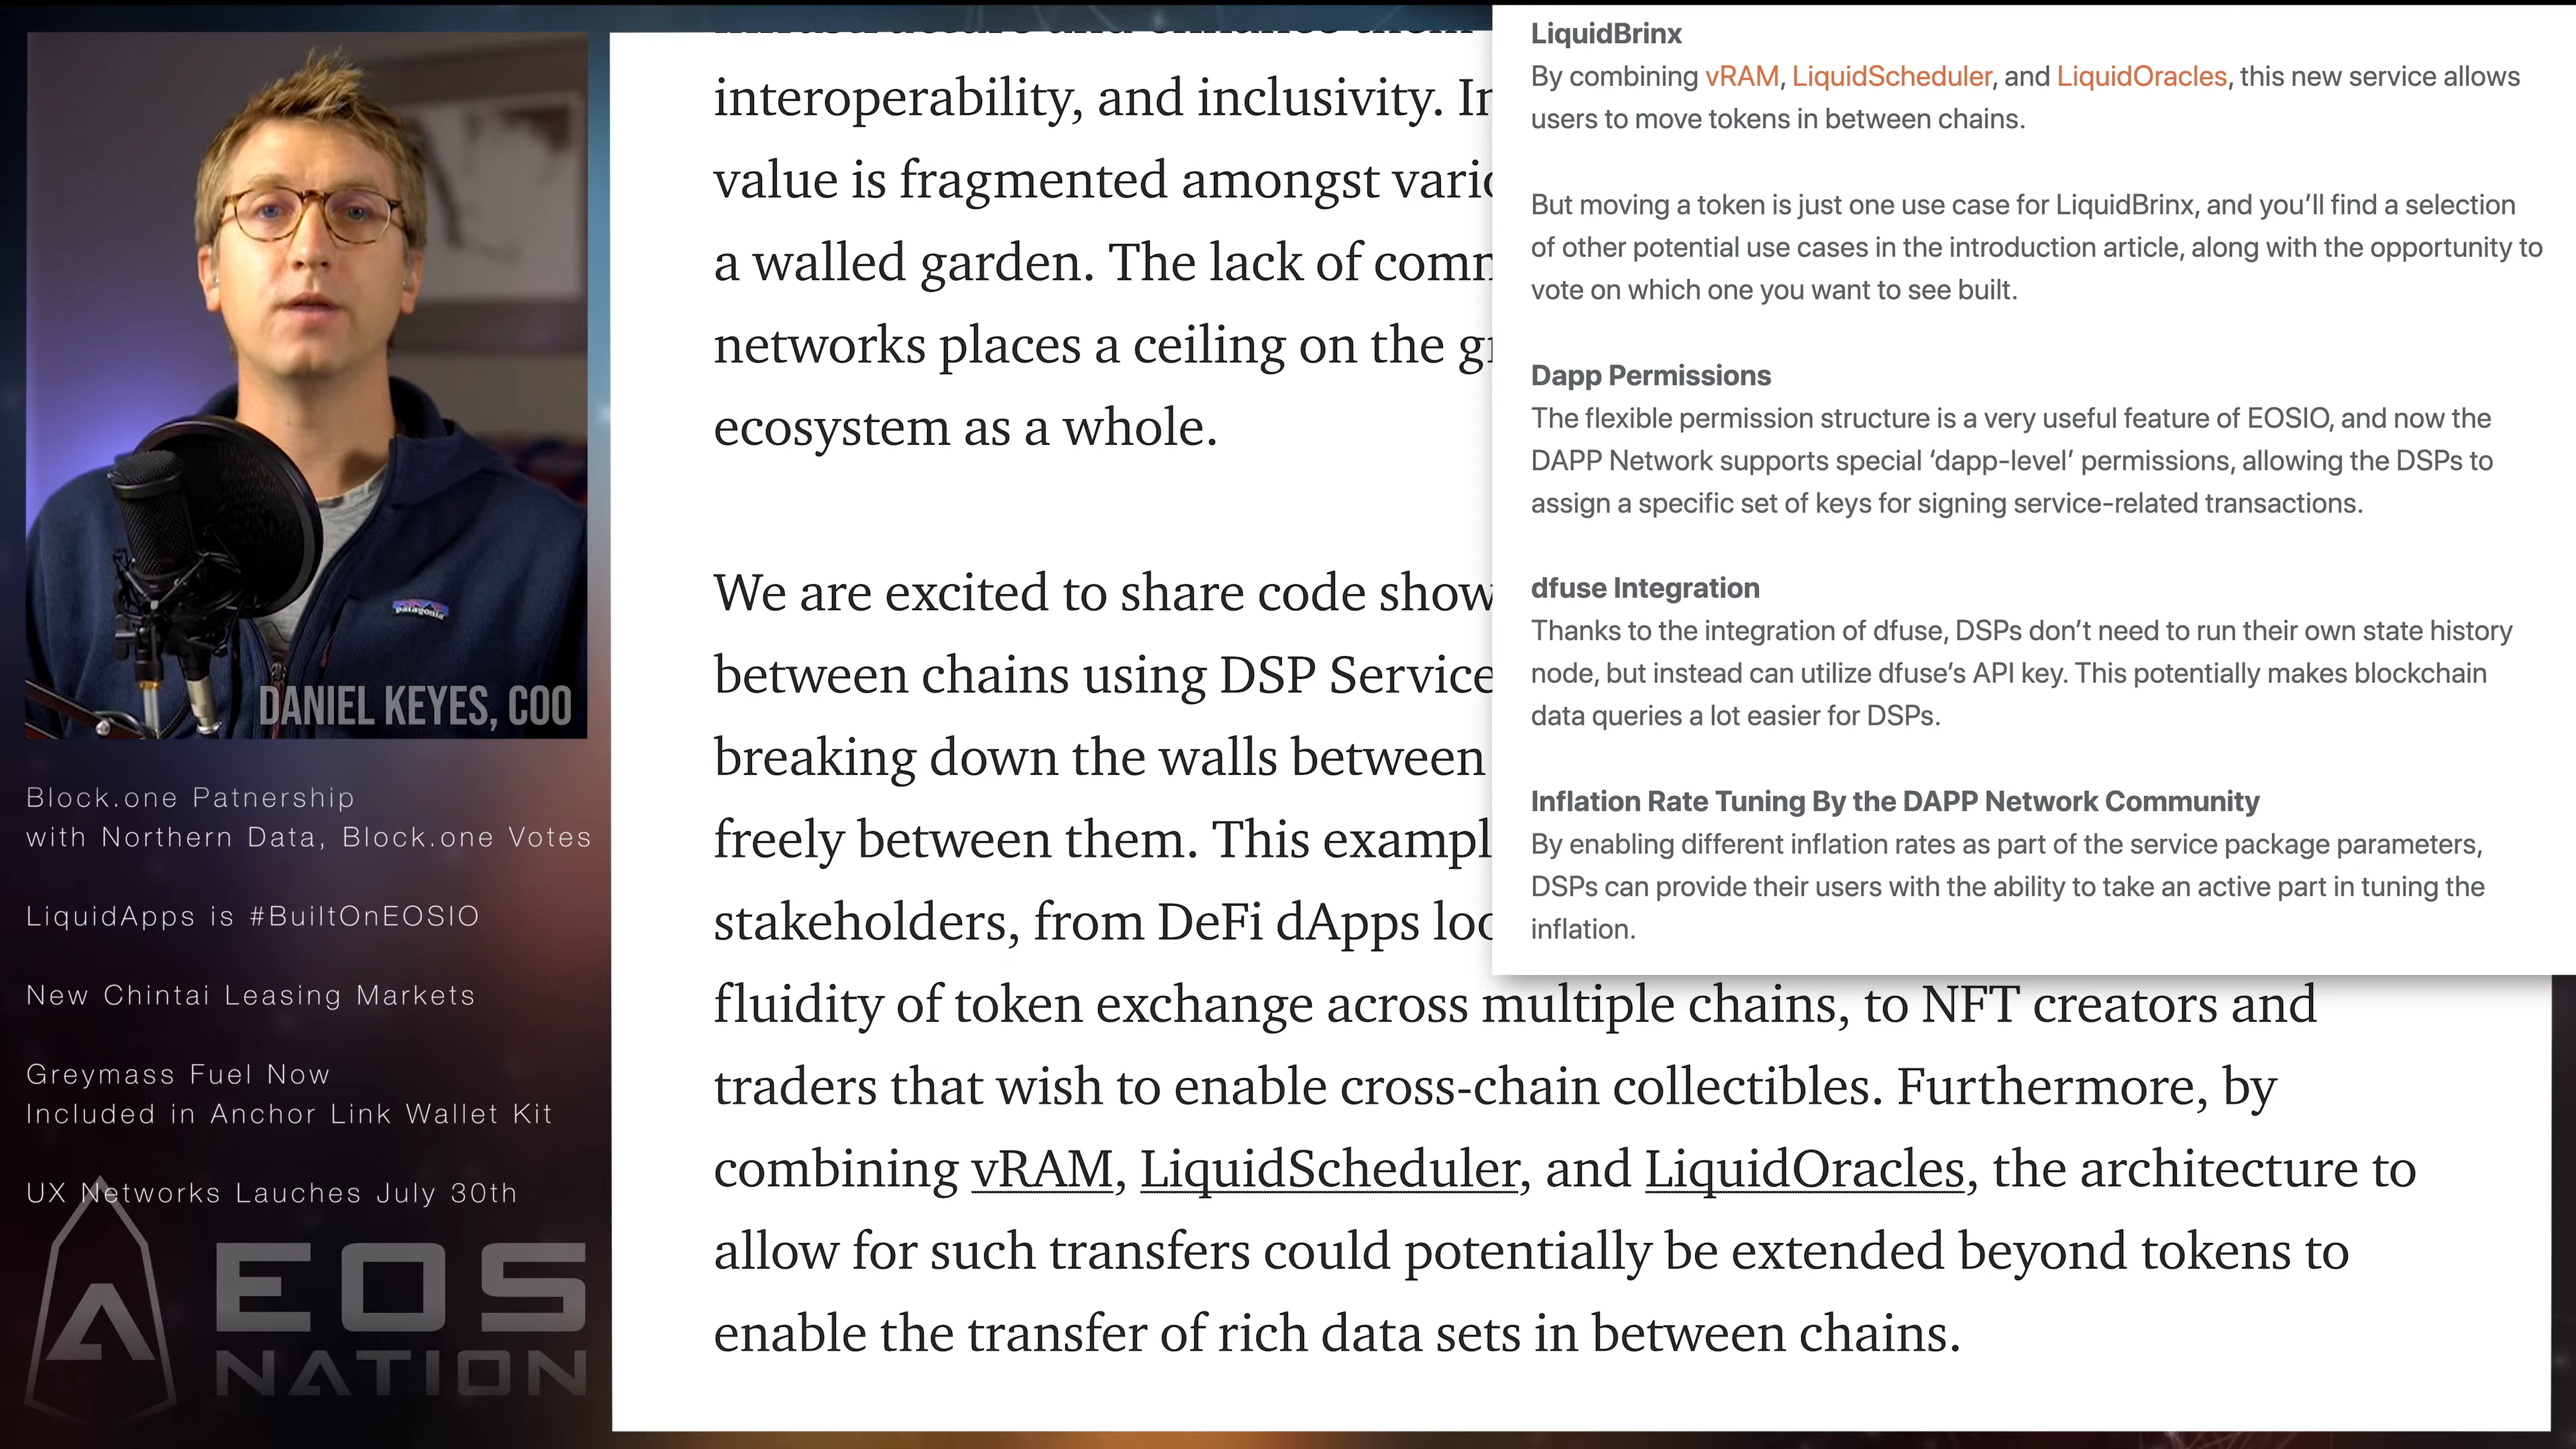 patagonia
DANIEL KEYES, COO
Block.one Patnership
with Northern Data, Block.one Votes
LiquidApps is #BuiltOnEOSIO
New Chintai Leasing Markets
Greymass Fuel Now
Included in Anchor Link Wallet Kit
UX Networks Lauches July 30th
EOS
NATION
infrastructure and enhance them
interoperability, and inclusivity. In
value is fragmented amongst
a walled garden. The lack of
networks places a ceiling on the
ecosystem as a whole.
We are excited to share code
between chains using DSP
breaking down the walls between
freely between them. This
stakeholders, from DeFi dApps
fluidity of token exchange across multiple chains, to NFT creators and
traders that wish to enable cross-chain collectibles. Furthermore, by
combining vRAM, LiquidScheduler, and LiquidOracles, the architecture to
allow for such transfers could potentially be extended beyond tokens to
enable the transfer of rich data sets in between chains.
LiquidBrinx
By combining vRAM, LiquidScheduler, and LiquidOracles, this new service allows
users to move tokens in between chains.
But moving a token is just one use case for LiquidBrinx, and you’ll find a selection
of other potential use cases in the introduction article, along with the opportunity to
vote on which one you want to see built.
Dapp Permissions
The flexible permission structure is a very useful feature of EOSIO, and now the
DAPP Network supports special ‘dapp-level’ permissions, allowing the DSPs to
assign a specific set of keys for signing service-related transactions.
dfuse Integration
Thanks to the integration of dfuse, DSPs don’t need to run their own state history
node, but instead can utilize dfuse’s API key. This potentially makes blockchain
data queries a lot easier for DSPs.
Inflation Rate Tuning By the DAPP Network Community
By enabling different inflation rates as part of the service package parameters,
DSPs can provide their users with the ability to take an active part in tuning the
inflation.